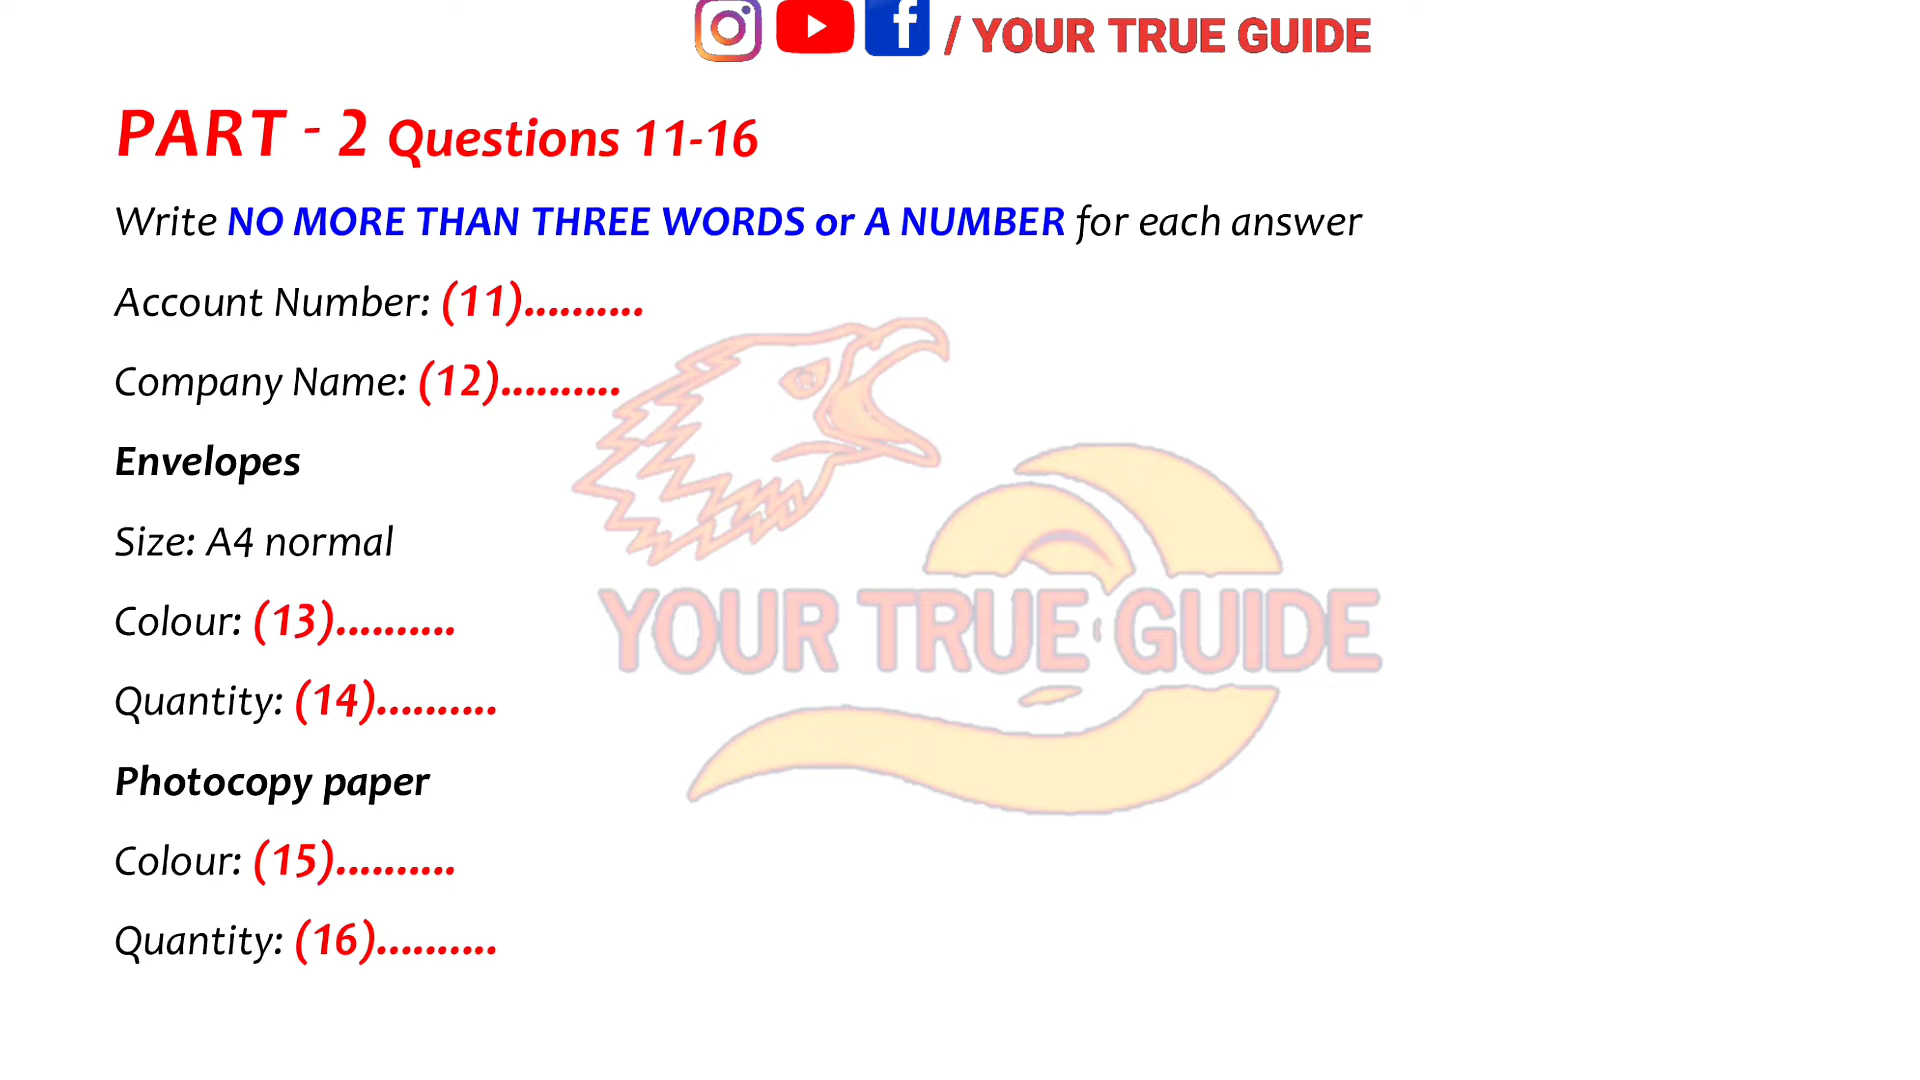 / YOUR TRUE GUIDE
PART - 2 Questions 11-16
Write NO MORE THAN THREE WORDS or A NUMBER for each answer
Account Number: (11)..........
Company Name: (12)..........
Envelopes
Size: A4 normal
Colour: (13)..........
YOUR TRUE GUIDE
Quantity: (14)..........
Photocopy paper
Colour: (15)..........
Quantity: (16)..........